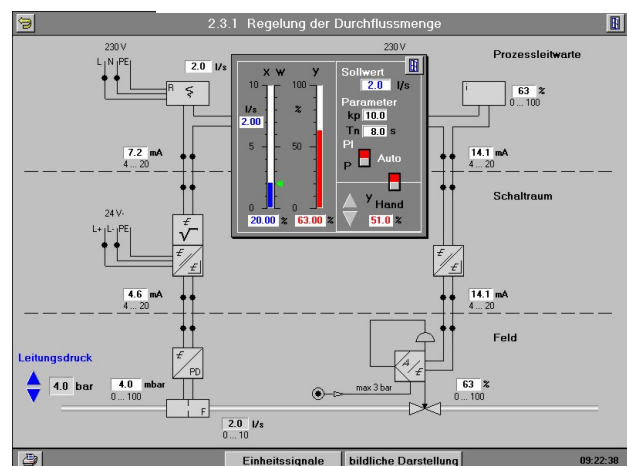 2.3.1 Regelung der Durchflussmenge
230 V
L N PE
R
2.0 l/s
230 V
Prozessleitwarte
i
63 %
0 ... 100
X W Y
10 100
l/s %
2.00
5 50
0 0
20.00 % 63.00 %
Sollwert
2.0 l/s
Parameter
kp 10.0
Tn 8.0 s
PI
P Auto
Y Hand
51.0 %
7.2 mA
4 ... 20
14.1 mA
4 ... 20
Schaltraum
24 V-
L+ L- PE
4.6 mA
4 ... 20
14.1 mA
4 ... 20
Feld
Leitungsdruck
4.0 bar
4.0 mbar
0 ... 100
PD
F
A
max 3 bar
63 %
0 ... 100
2.0 l/s
0 ... 10
Einheitssignale bildliche Darstellung 09:22:38